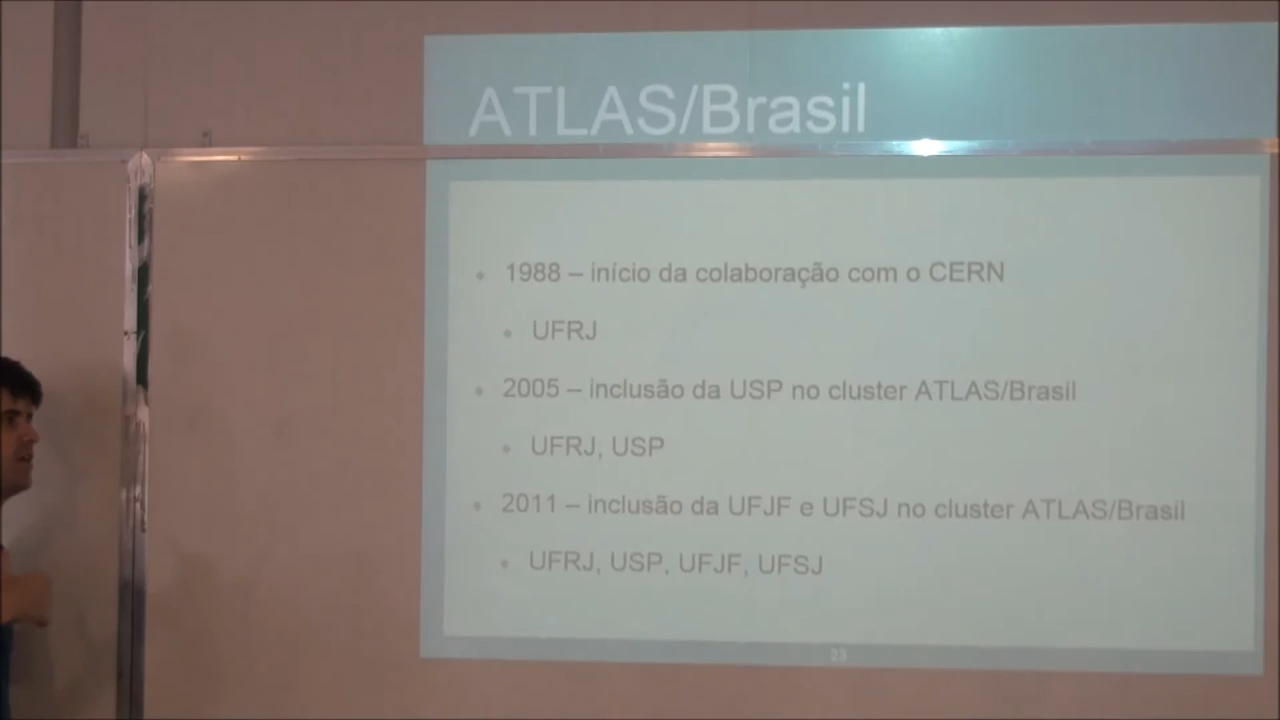 ATLAS/Brasil
1988 – início da colaboração com o CERN
UFRJ
2005 – inclusão da USP no cluster ATLAS/Brasil
UFRJ, USP
2011 – inclusão da UFJF e UFSJ no cluster ATLAS/Brasil
UFRJ, USP, UFJF, UFSJ
23